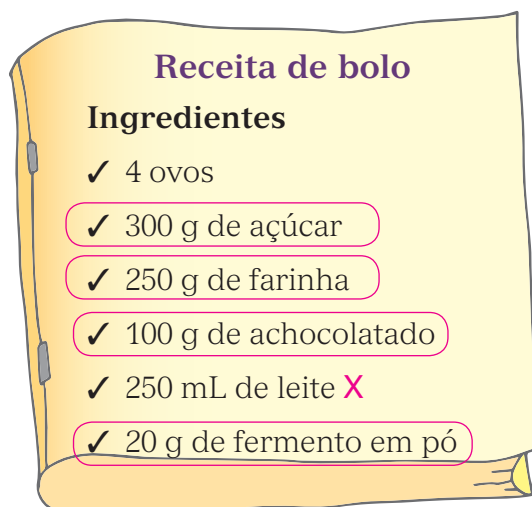 Receita de bolo
Ingredientes
✓ 4 ovos
✓ 300 g de açúcar
✓ 250 g de farinha
✓ 100 g de achocolatado
✓ 250 mL de leite X
✓ 20 g de fermento em pó